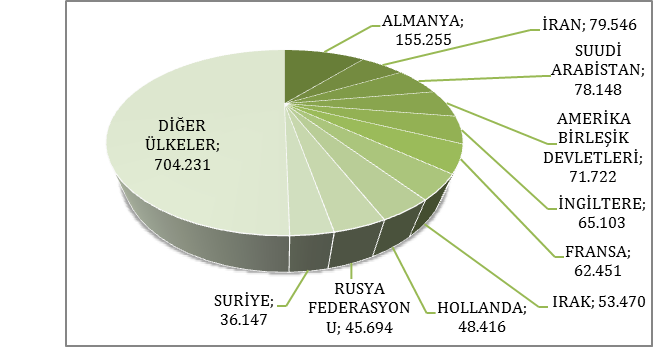 ALMANYA;
155.255
İRAN; 79.546
SUUDİ
ARABİSTAN;
78.148
AMERİKA
BİRLEŞİK
DEVLETLERİ;
71.722
İNGİLTERE;
65.103
FRANSA;
62.451
IRAK; 53.470
HOLLANDA;
48.416
RUSYA
FEDERASYON
U; 45.694
SURİYE;
36.147
DİĞER
ÜLKELER;
704.231